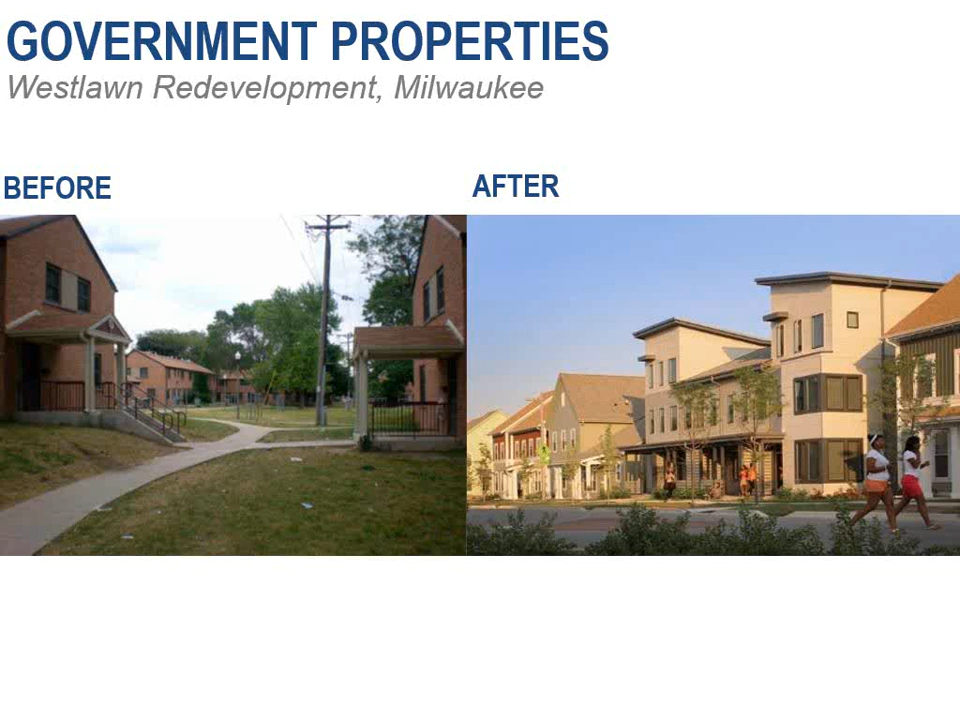 GOVERNMENT PROPERTIES
Westlawn Redevelopment, Milwaukee
BEFORE
AFTER